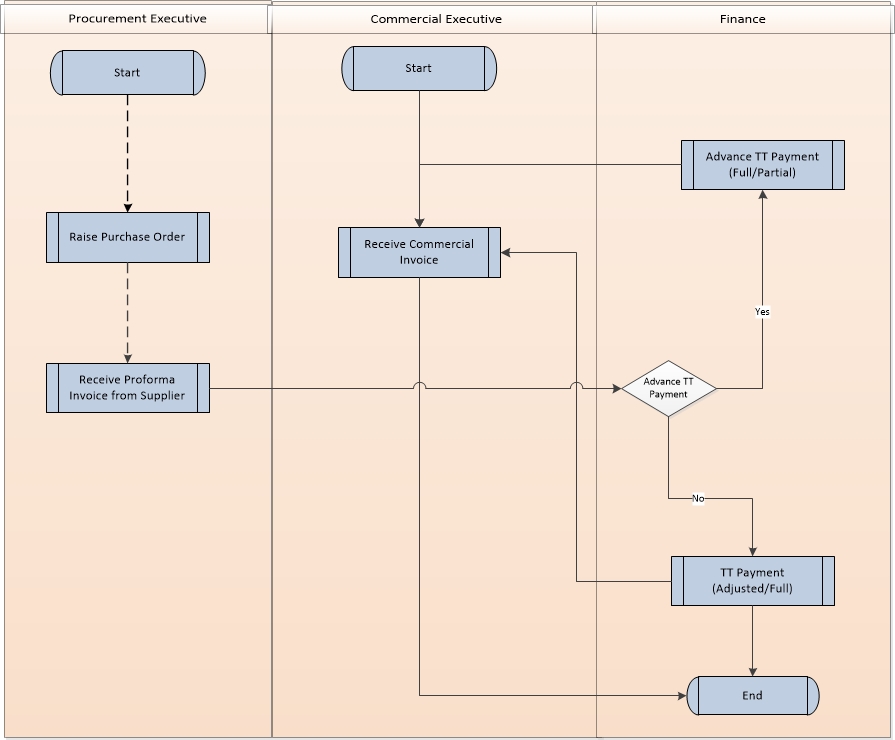 Procurement Executive
Commercial Executive
Finance
Start
Start
Advance TT Payment
(Full/Partial)
Raise Purchase Order
Receive Commercial
Invoice
Yes
Receive Proforma
Invoice from Supplier
Advance TT
Payment
No
TT Payment
(Adjusted/Full)
End